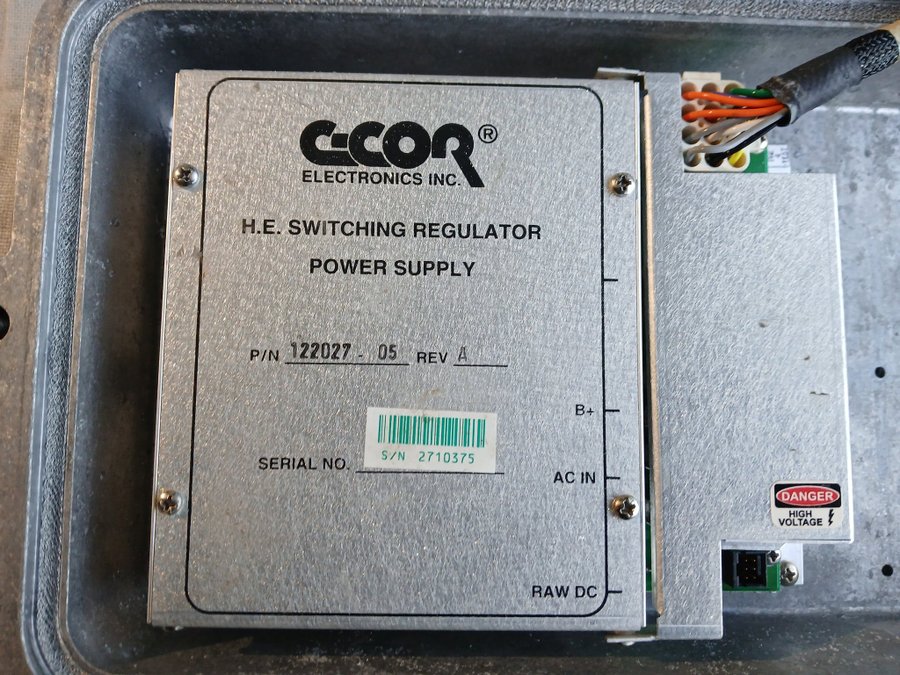 C-COR®
ELECTRONICS INC.
H.E. SWITCHING REGULATOR
POWER SUPPLY
P/N 122027 - 05 REV A
B+
S/N 2710375
SERIAL NO.
AC IN
RAW DC
DANGER
HIGH
VOLTAGE